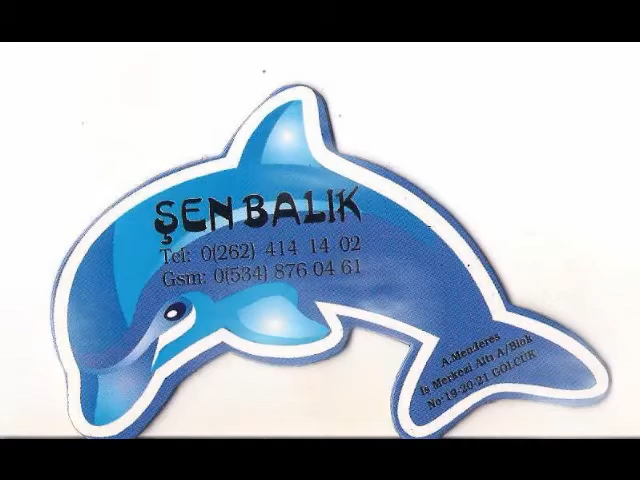 ŞEN BALIK
Tel: 0(262) 414 14 02
Gsm: 0(534) 876 04 61
A.Menderes
İş Merkezi Altı A/Blok
No:19-20-21 GÖLCÜK